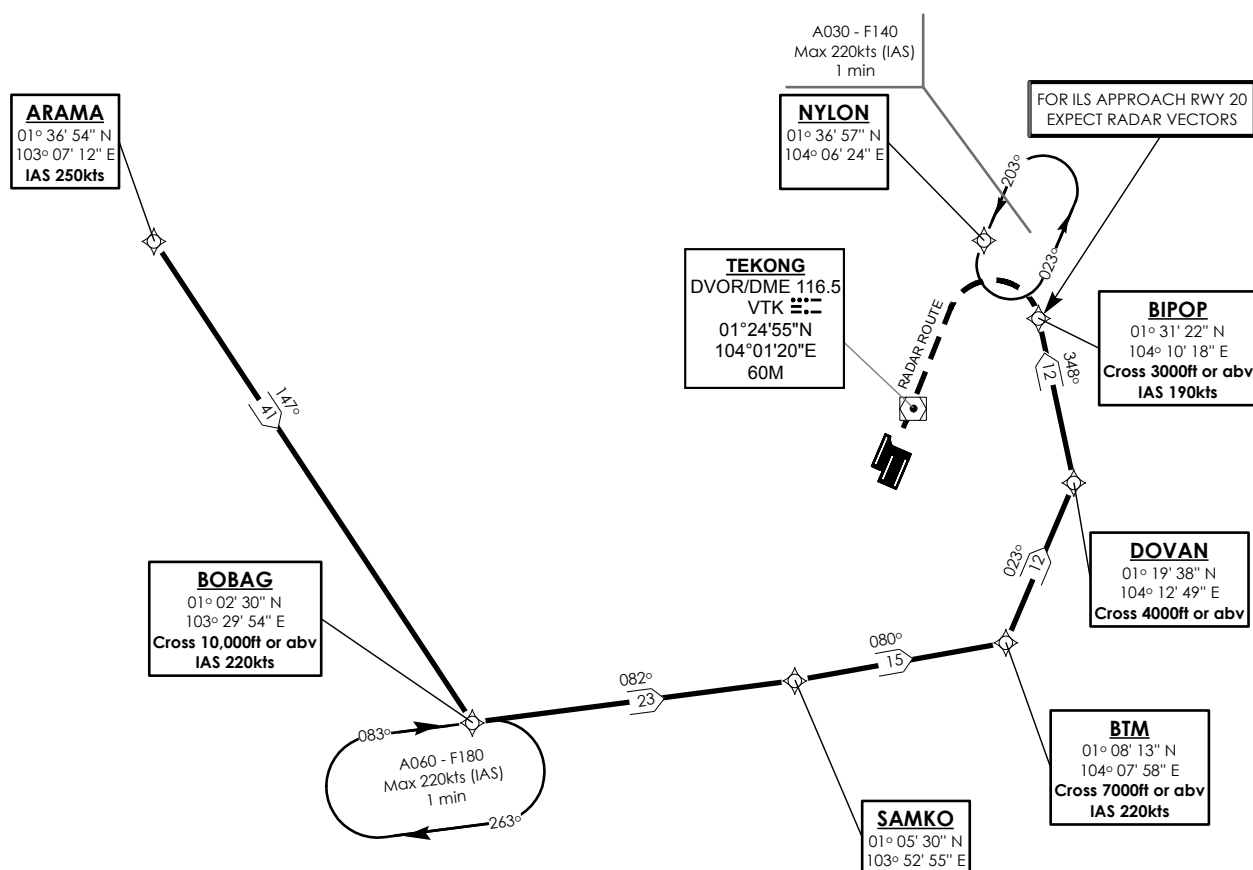 A030 - F140
Max 220kts (IAS)
1 min
ARAMA
01° 36' 54" N
103° 07' 12" E
IAS 250kts
NYLON
01° 36' 57" N
104° 06' 24" E
FOR ILS APPROACH RWY 20
EXPECT RADAR VECTORS
203°
023°
TEKONG
DVOR/DME 116.5
VTK
01°24'55"N
104°01'20"E
60M
RADAR ROUTE
BIPOP
01° 31' 22" N
104° 10' 18" E
Cross 3000ft or abv
IAS 190kts
348°
12
147°
41
DOVAN
01° 19' 38" N
104° 12' 49" E
Cross 4000ft or abv
023°
12
BOBAG
01° 02' 30" N
103° 29' 54" E
Cross 10,000ft or abv
IAS 220kts
082°
23
080°
15
083°
A060 - F180
Max 220kts (IAS)
1 min
263°
BTM
01° 08' 13" N
104° 07' 58" E
Cross 7000ft or abv
IAS 220kts
SAMKO
01° 05' 30" N
103° 52' 55" E